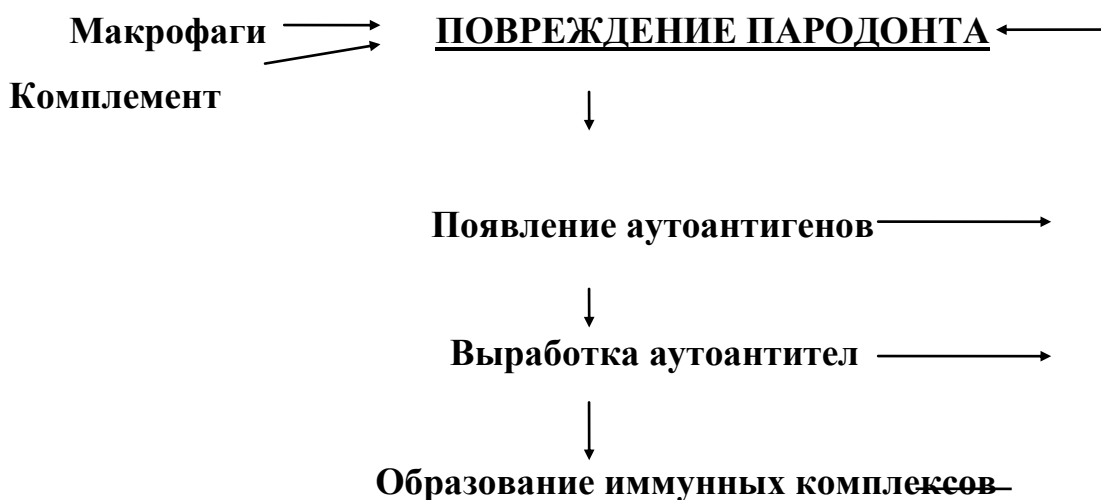 Макрофаги ПОВРЕЖДЕНИЕ ПАРОДОНТА
Комплемент
Появление аутоантигенов
Выработка аутоантител
Образование иммунных комплексов